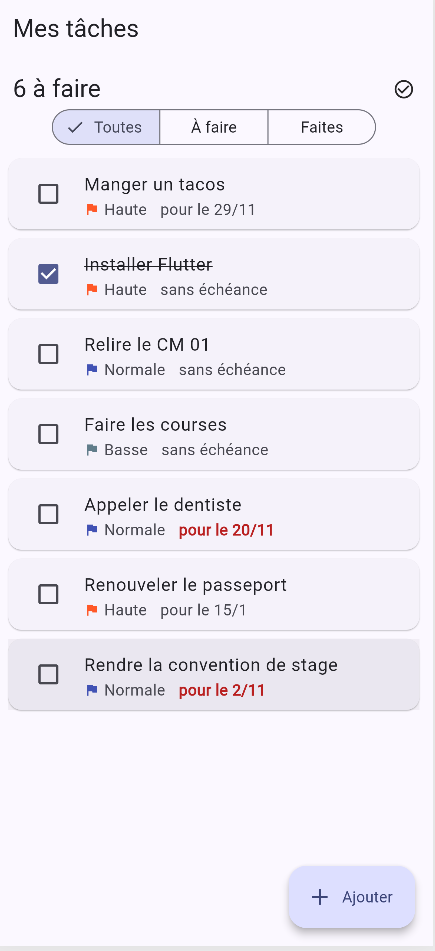 Mes tâches
6 à faire
Toutes
À faire
Faites
Manger un tacos
Haute pour le 29/11
Installer Flutter
Haute sans échéance
Relire le CM 01
Normale sans échéance
Faire les courses
Basse sans échéance
Appeler le dentiste
Normale pour le 20/11
Renouveler le passeport
Haute pour le 15/1
Rendre la convention de stage
Normale pour le 2/11
Ajouter